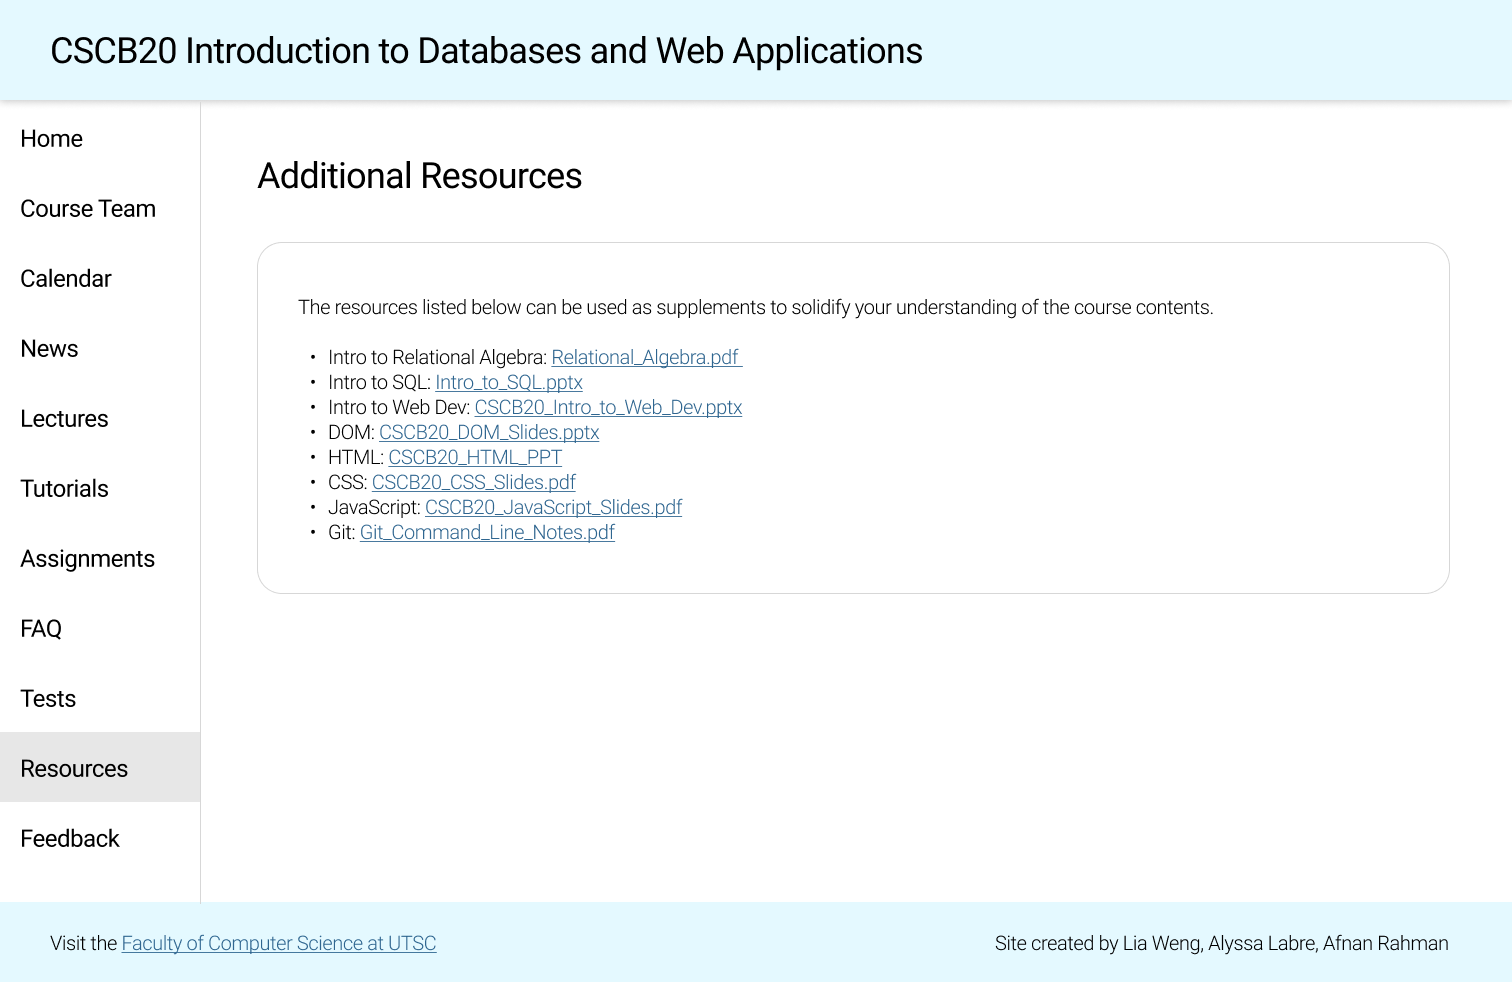 CSCB20 Introduction to Databases and Web Applications
Home
Course Team
Calendar
News
Lectures
Tutorials
Assignments
FAQ
Tests
Resources
Feedback
Additional Resources
The resources listed below can be used as supplements to solidify your understanding of the course contents.
• Intro to Relational Algebra: Relational_Algebra.pdf
• Intro to SQL: Intro_to_SQL.pptx
• Intro to Web Dev: CSCB20_Intro_to_Web_Dev.pptx
• DOM: CSCB20_DOM_Slides.pptx
• HTML: CSCB20_HTML_PPT
• CSS: CSCB20_CSS_Slides.pdf
• JavaScript: CSCB20_JavaScript_Slides.pdf
• Git: Git_Command_Line_Notes.pdf
Visit the Faculty of Computer Science at UTSC
Site created by Lia Weng, Alyssa Labre, Afnan Rahman